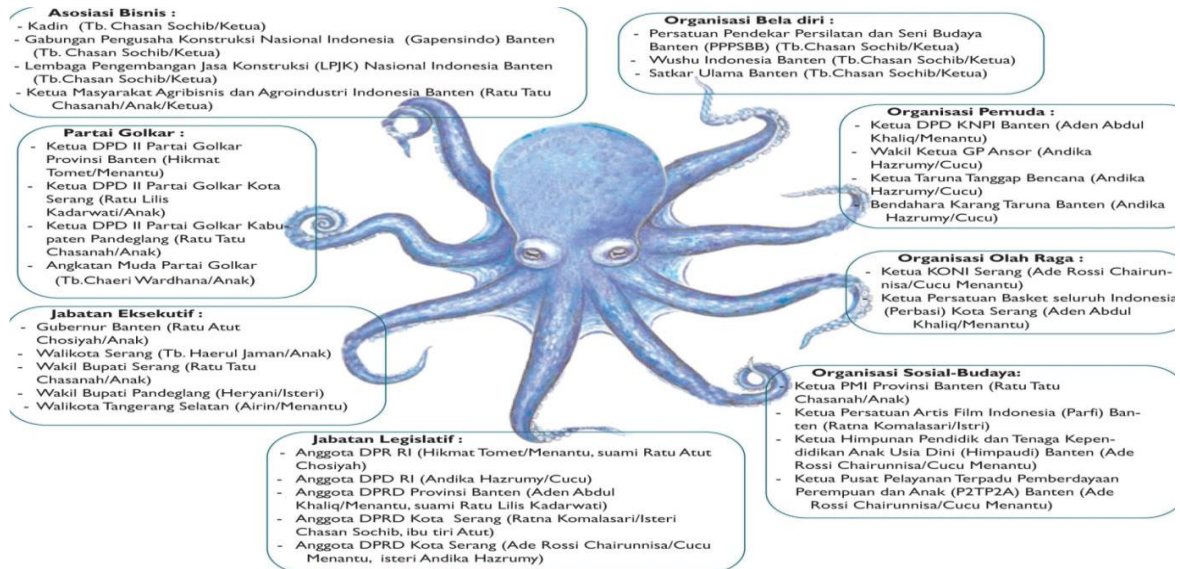 Asosiasi Bisnis :
- Kadin (Tb. Chasan Sochib/Ketua)
- Gabungan Pengusaha Konstruksi Nasional Indonesia (Gapensindo) Banten
(Tb. Chasan Sochib/Ketua)
- Lembaga Pengembangan Jasa Konstruksi (LPJK) Nasional Indonesia Banten
(Tb. Chasan Sochib/Ketua)
- Ketua Masyarakat Agribisnis dan Agroindustri Indonesia Banten (Ratu Tatu
Chasanah/Anak/Ketua)
Organisasi Bela diri :
- Persatuan Pendekar Persilatan dan Seni Budaya
Banten (PPPSBB) (Tb.Chasan Sochib/Ketua)
- Wushu Indonesia Banten (Tb.Chasan Sochib/Ketua)
- Satkar Ulama Banten (Tb.Chasan Sochib/Ketua)
Partai Golkar :
- Ketua DPD II Partai Golkar
Provinsi Banten (Hikmat
Tomet/Menantu)
- Ketua DPD II Partai Golkar Kota
Serang (Ratu Lilis
Kadarwati/Anak)
- Ketua DPD II Partai Golkar Kabu-
paten Pandeglang (Ratu Tatu
Chasanah/Anak)
- Angkatan Muda Partai Golkar
(Tb.Chaeri Wardhana/Anak)
Organisasi Pemuda :
- Ketua DPD KNPI Banten (Aden Abdul
Khaliq/Menantu)
- Wakil Ketua GP Ansor (Andika
Hazrumy/Cucu)
- Ketua Taruna Tanggap Bencana (Andika
Hazrumy/Cucu)
- Bendahara Karang Taruna Banten (Andika
Hazrumy/Cucu)
Organisasi Olah Raga :
- Ketua KONI Serang (Ade Rossi Chairun-
nisa/Cucu Menantu)
- Ketua Persatuan Basket seluruh Indonesia
(Perbasi) Kota Serang (Aden Abdul
Khaliq/Menantu)
Jabatan Eksekutif :
- Gubernur Banten (Ratu Atut
Chosiyah/Anak)
- Walikota Serang (Tb. Haerul Jaman/Anak)
- Wakil Bupati Serang (Ratu Tatu
Chasanah/Anak)
- Wakil Bupati Pandeglang (Heryani/Isteri)
- Walikota Tangerang Selatan (Airin/Menantu)
Organisasi Sosial-Budaya:
- Ketua PMI Provinsi Banten (Ratu Tatu
Chasanah/Anak)
- Ketua Persatuan Artis Film Indonesia (Parfi) Ban-
ten (Ratna Komalasari/Istri)
- Ketua Himpunan Pendidik dan Tenaga Kepen-
didikan Anak Usia Dini (Himpaudi) Banten (Ade
Rossi Chairunnisa/Cucu Menantu)
- Ketua Pusat Pelayanan Terpadu Pemberdayaan
Perempuan dan Anak (P2TP2A) Banten (Ade
Rossi Chairunnisa/Cucu Menantu)
Jabatan Legislatif :
- Anggota DPR RI (Hikmat Tomet/Menantu, suami Ratu Atut
Chosiyah)
- Anggota DPD RI (Andika Hazrumy/Cucu)
- Anggota DPRD Provinsi Banten (Aden Abdul
Khaliq/Menantu, suami Ratu Lilis Kadarwati)
- Anggota DPRD Kota Serang (Ratna Komalasari/Isteri
Chasan Sochib, ibu tiri Atut)
- Anggota DPRD Kota Serang (Ade Rossi Chairunnisa/Cucu
Menantu, isteri Andika Hazrumy)